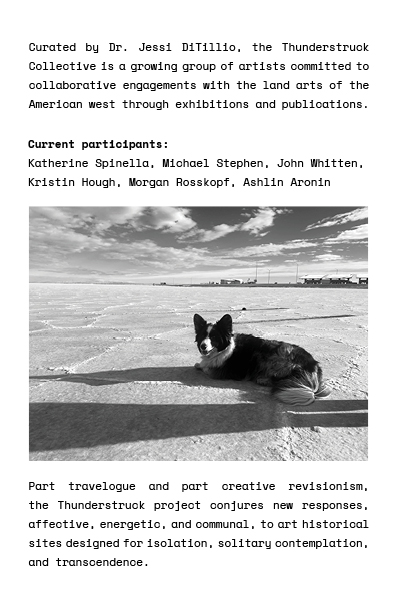 Curated by Dr. Jessi DiTillio, the Thunderstruck
Collective is a growing group of artists committed to
collaborative engagements with the land arts of the
American west through exhibitions and publications.
Current participants:
Katherine Spinella, Michael Stephen, John Whitten,
Kristin Hough, Morgan Rosskopf, Ashlin Aronin
Part travelogue and part creative revisionism,
the Thunderstruck project conjures new responses,
affective, energetic, and communal, to art historical
sites designed for isolation, solitary contemplation,
and transcendence.